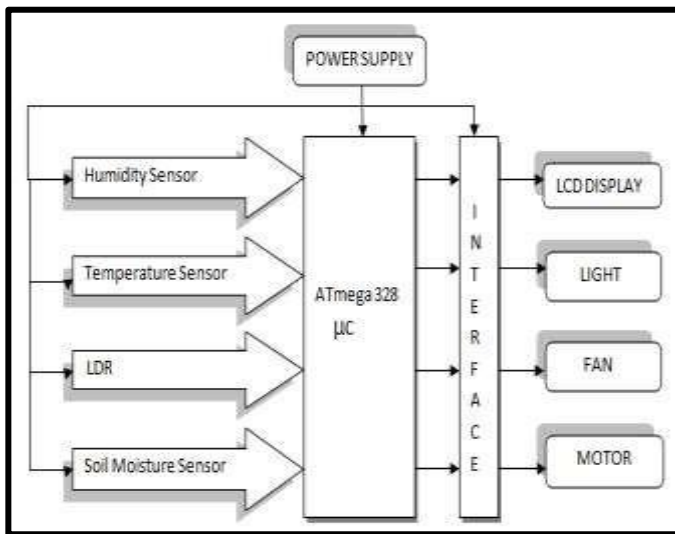 POWER SUPPLY
Humidity Sensor
Temperature Sensor
LDR
Soil Moisture Sensor
ATmega 328
µC
I
N
T
E
R
F
A
C
E
LCD DISPLAY
LIGHT
FAN
MOTOR